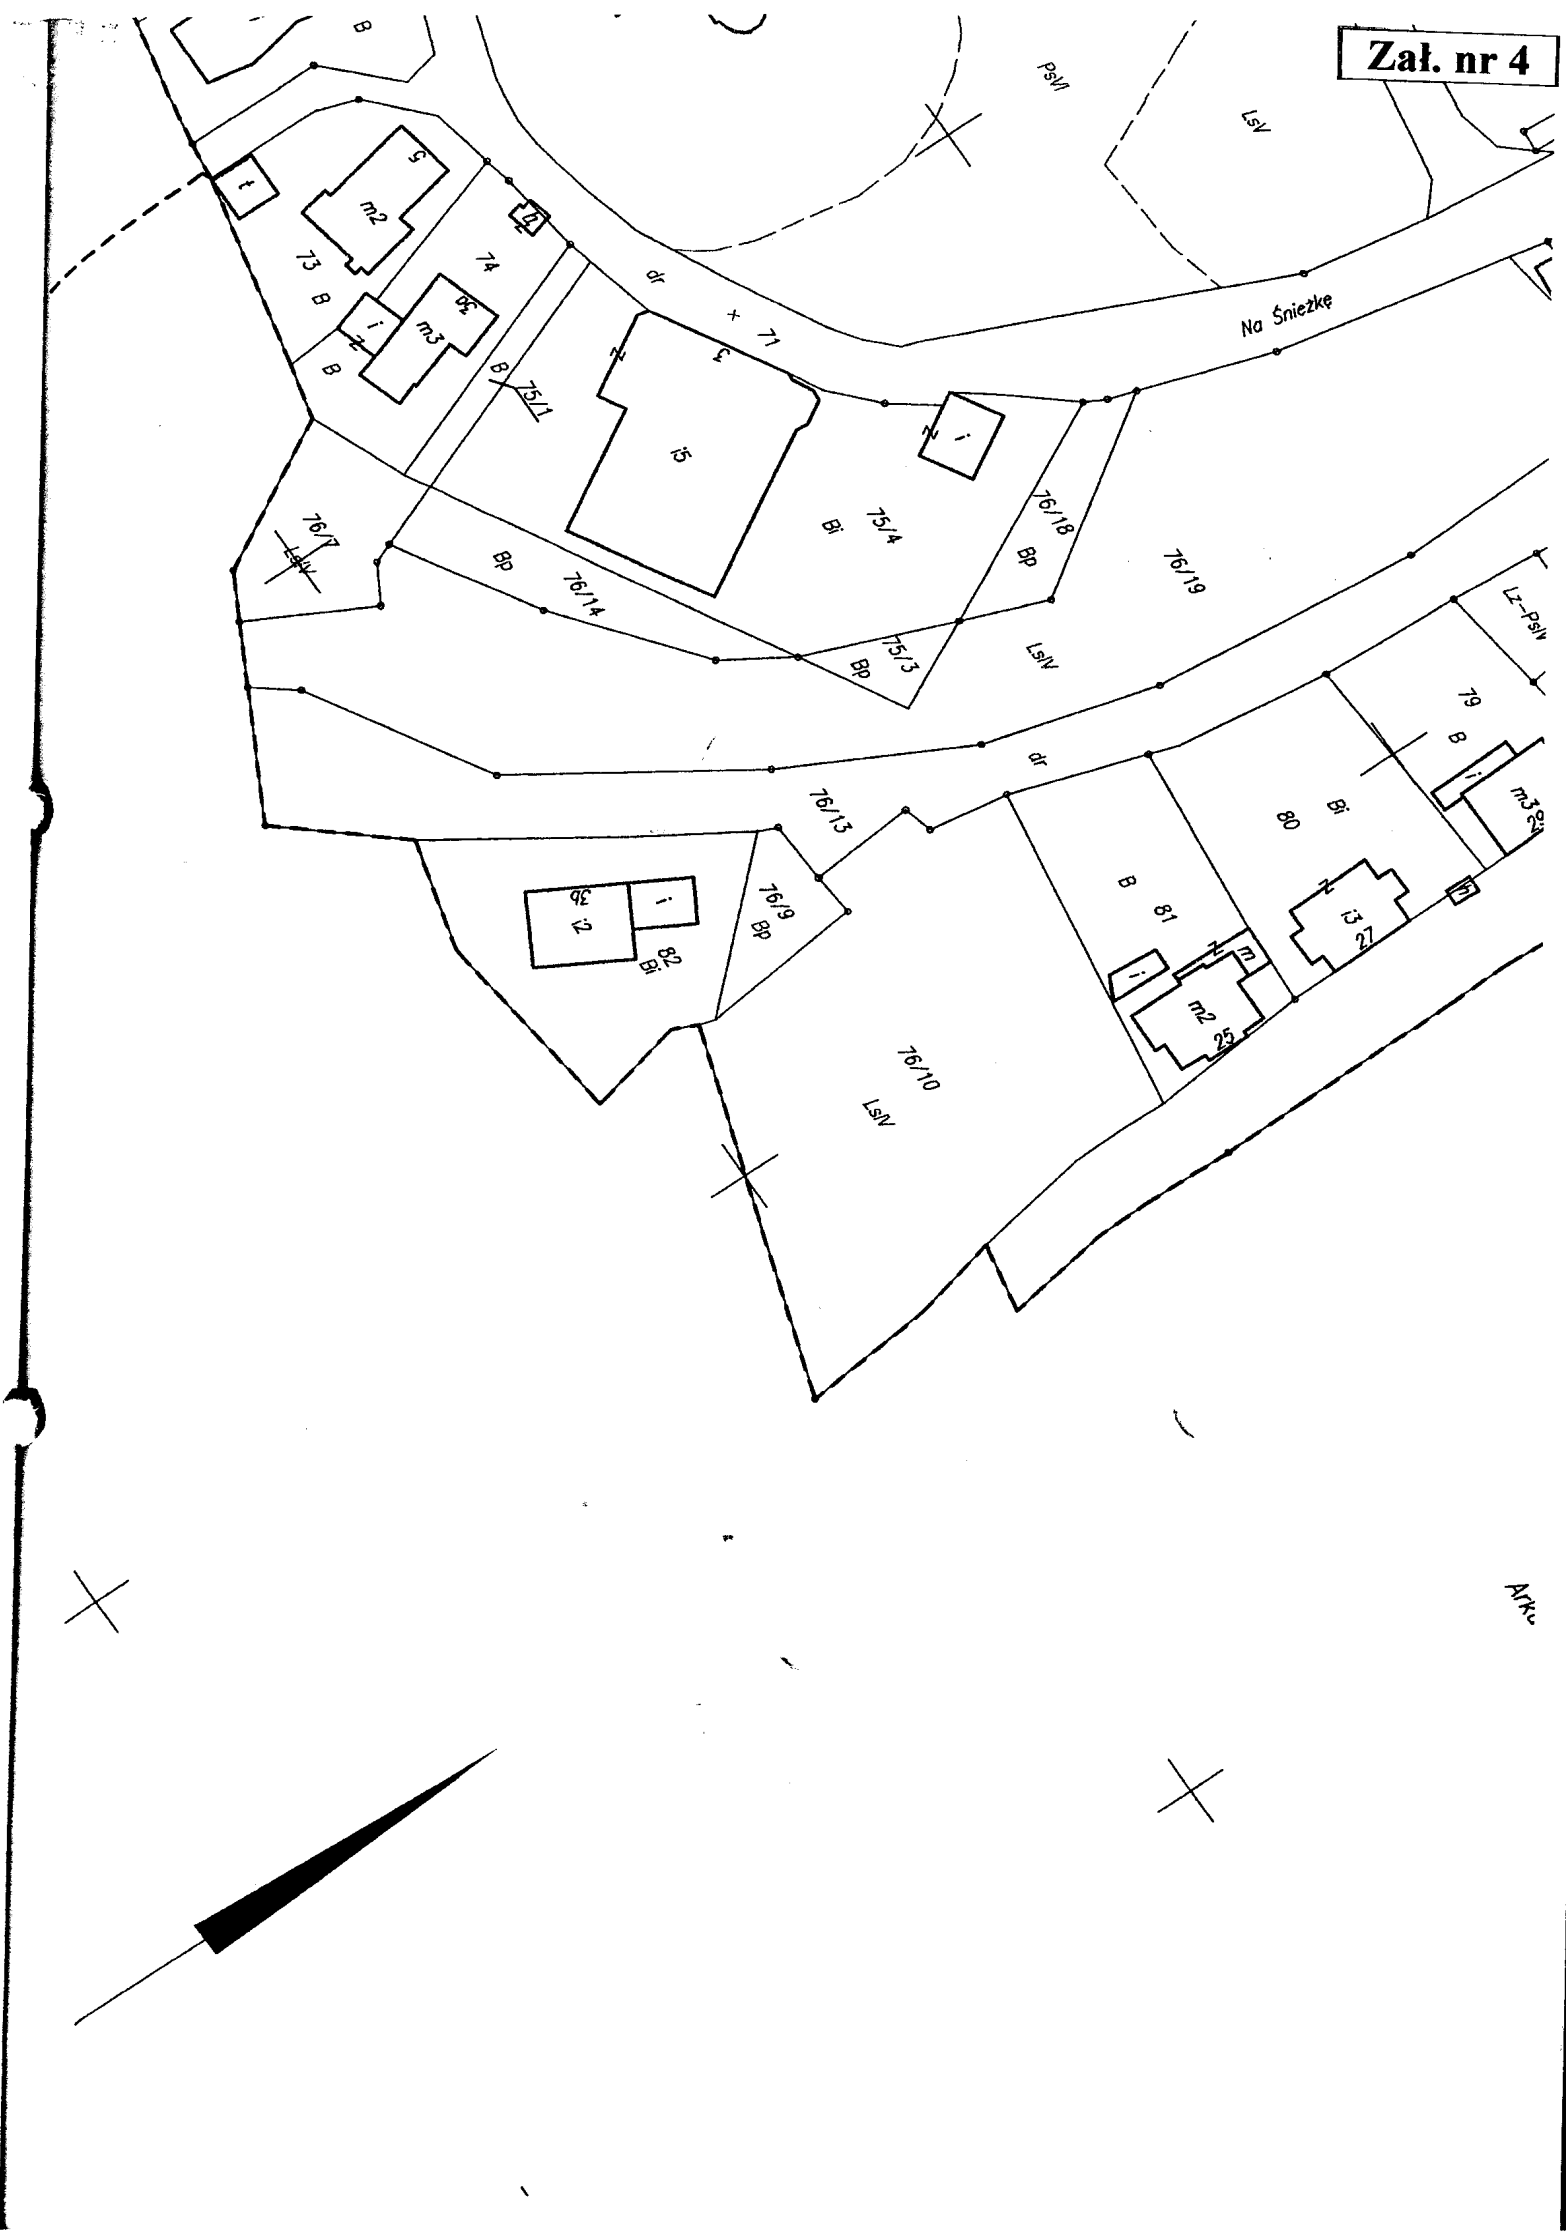 Zał. nr 4
B
PsVI
LsV
t
5
m2
73
B
h
z
74
dr
71
Na Śnieżkę
i
z
3a
m3
B
B
75/1
z
3
i5
z
i
76/7
LsIV
Bp
76/14
Bi
75/4
76/18
Bp
76/19
Lz-PsIV
75/3
Bp
LsIV
79
B
i
m3
dr
76/13
80
Bi
3b
i2
i
82
Bi
76/9
Bp
B
81
z
i3
27
h
i
z
m
m2
25
76/10
LsIV